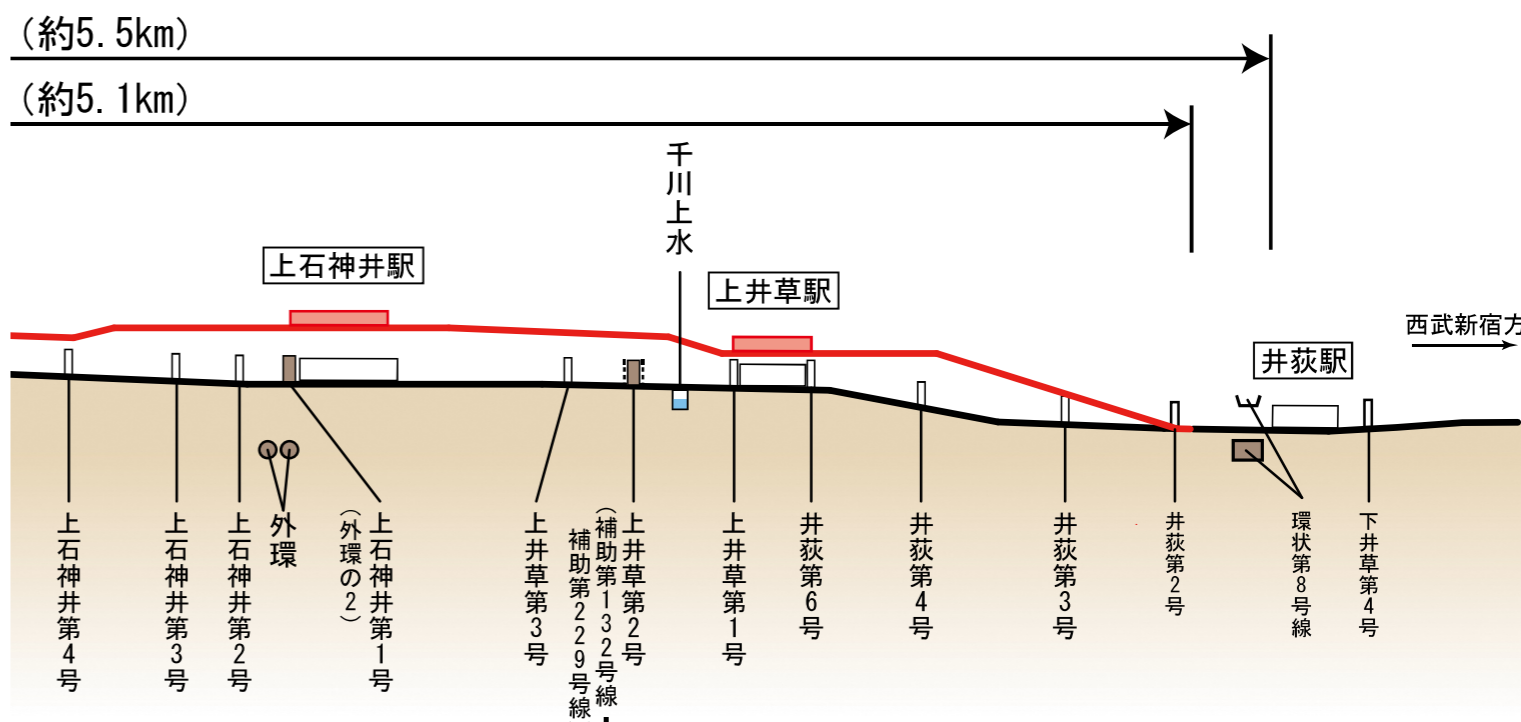 （約5.5km）
（約5.1km）
千川上水
上石神井駅
上井草駅
西武新宿方
井荻駅
上石神井第4号
上石神井第3号
上石神井第2号
外環
（外環の2）
上石神井第1号
上井草第3号
補助第229号線
（補助第132号線
上井草第2号
上井草第1号
井荻第6号
井荻第4号
井荻第3号
井荻第2号
環状第8号線
下井草第4号